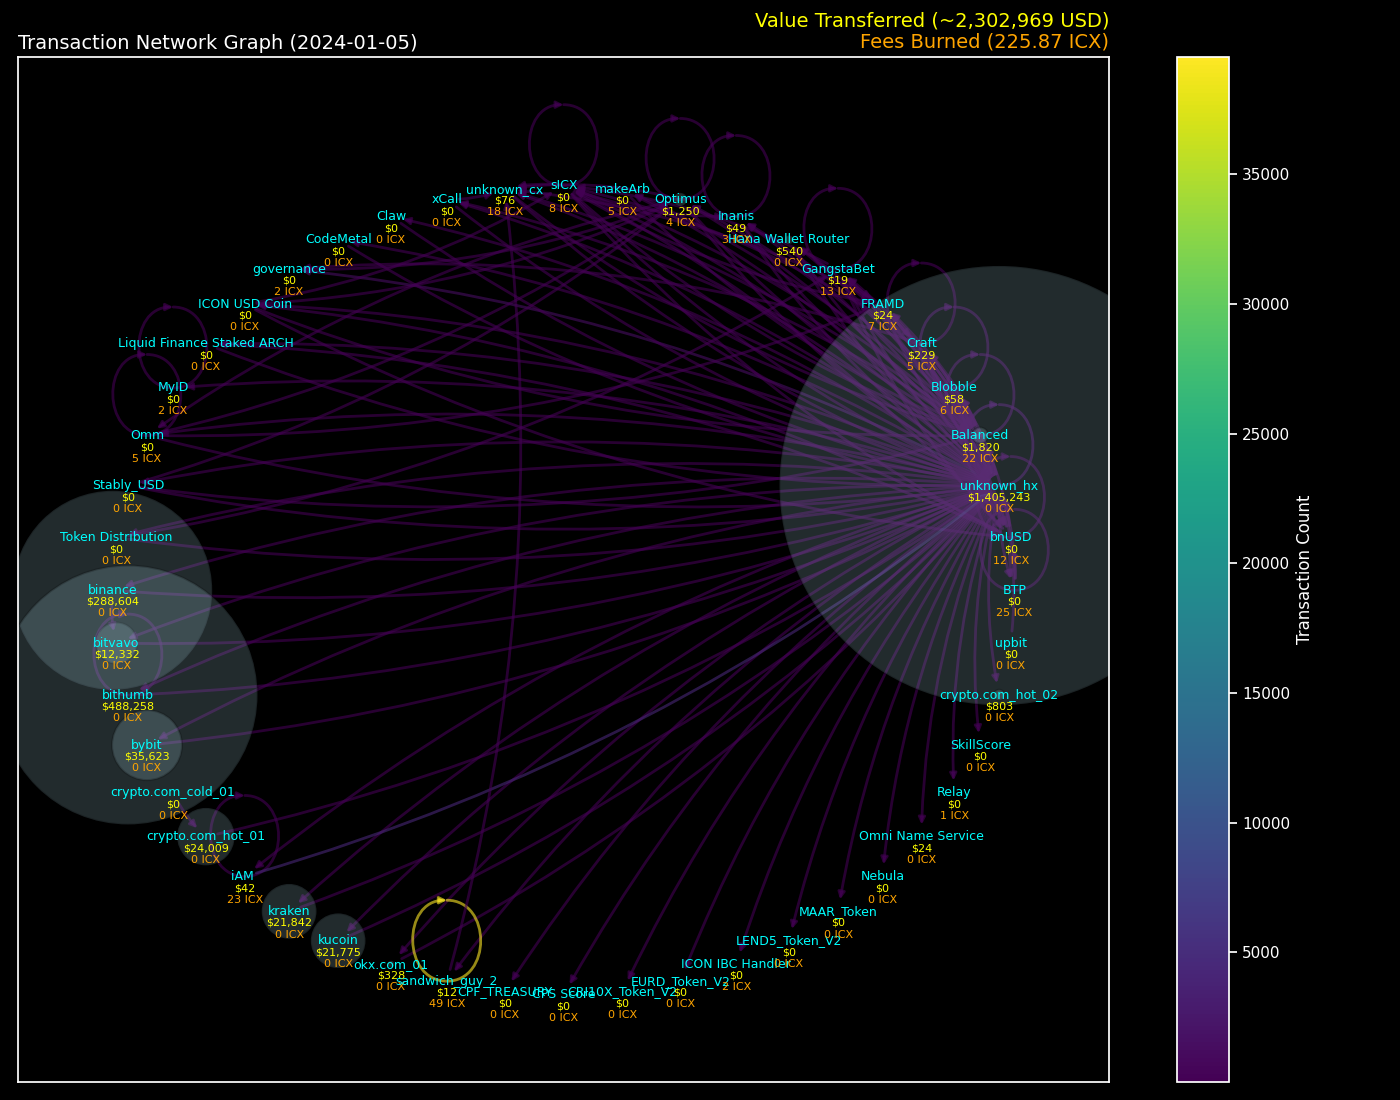 Value Transferred (~2,302,969 USD)
Transaction Network Graph (2024-01-05)
Fees Burned (225.87 ICX)
sICX
$0
8 ICX
unknown_cx
$76
18 ICX
makeArb
$0
5 ICX
xCall
$0
0 ICX
Optimus
$1,250
4 ICX
Claw
$0
0 ICX
Inanis
$49
3 ICX
CodeMetal
$0
0 ICX
Hana Wallet Router
$540
0 ICX
governance
$0
2 ICX
GangstaBet
$19
13 ICX
ICON USD Coin
$0
0 ICX
FRAMD
$24
7 ICX
Liquid Finance Staked ARCH
$0
0 ICX
Craft
$229
5 ICX
MyID
$0
2 ICX
Blobble
$58
6 ICX
Omm
$0
5 ICX
Balanced
$1,820
22 ICX
Stably_USD
$0
0 ICX
unknown_hx
$1,405,243
0 ICX
Token Distribution
$0
0 ICX
bnUSD
$0
12 ICX
binance
$288,604
0 ICX
BTP
$0
25 ICX
bitvavo
$12,332
0 ICX
upbit
$0
0 ICX
bithumb
$488,258
0 ICX
crypto.com_hot_02
$803
0 ICX
bybit
$35,623
0 ICX
SkillScore
$0
0 ICX
crypto.com_cold_01
$0
0 ICX
Relay
$0
1 ICX
crypto.com_hot_01
$24,009
0 ICX
Omni Name Service
$24
0 ICX
iAM
$42
23 ICX
Nebula
$0
0 ICX
kraken
$21,842
0 ICX
MAAR_Token
$0
0 ICX
kucoin
$21,775
0 ICX
LEND5_Token_V2
$0
0 ICX
okx.com_01
$328
0 ICX
ICON IBC Handler
$0
2 ICX
sandwich_guy_2
$12
49 ICX
EURD_Token_V2
$0
0 ICX
CPF_TREASURY
$0
0 ICX
CPS Score
$0
0 ICX
$0
0 ICX
35000
30000
25000
20000
15000
10000
5000
Transaction Count